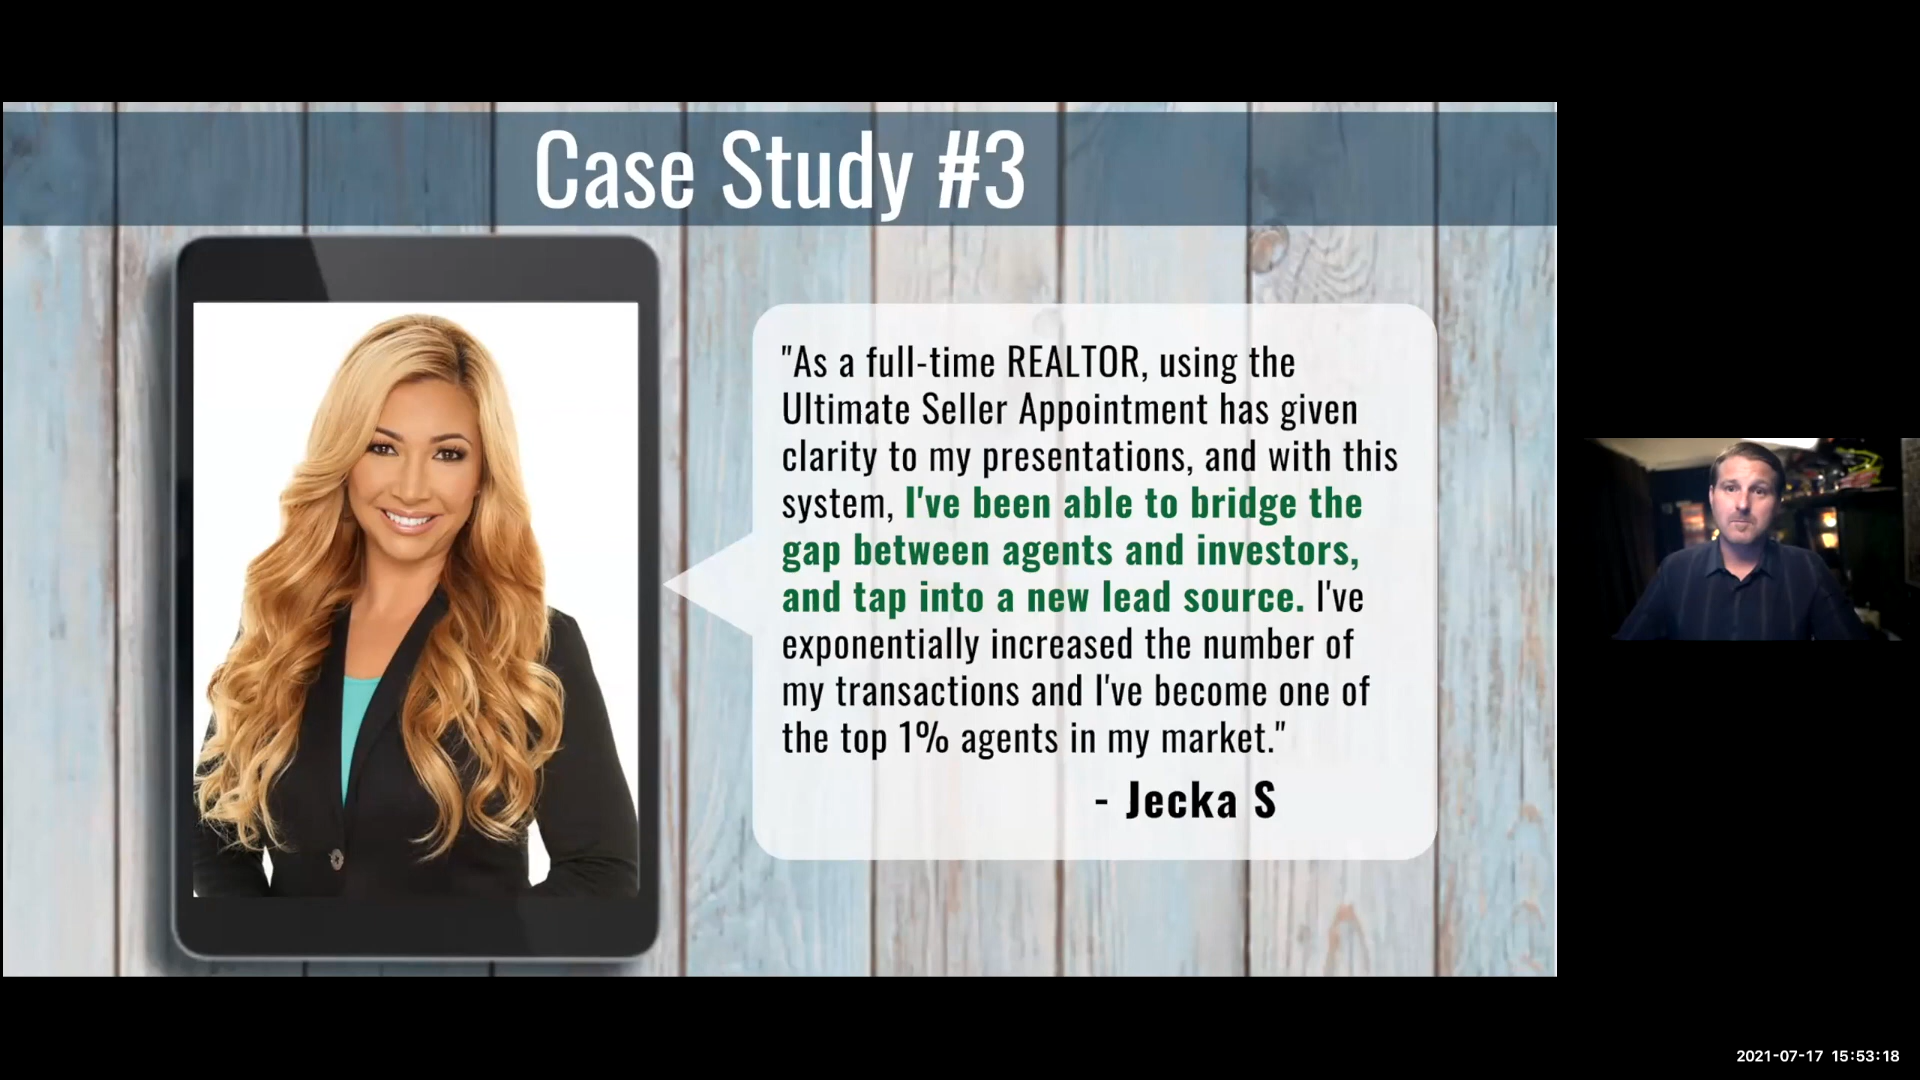 Case Study #3
"As a full-time REALTOR, using the
Ultimate Seller Appointment has given
clarity to my presentations, and with this
system, I've been able to bridge the
gap between agents and investors,
and tap into a new lead source. I've
exponentially increased the number of
my transactions and I've become one of
the top 1% agents in my market."
- Jecka S
2021-07-17 15:53:18